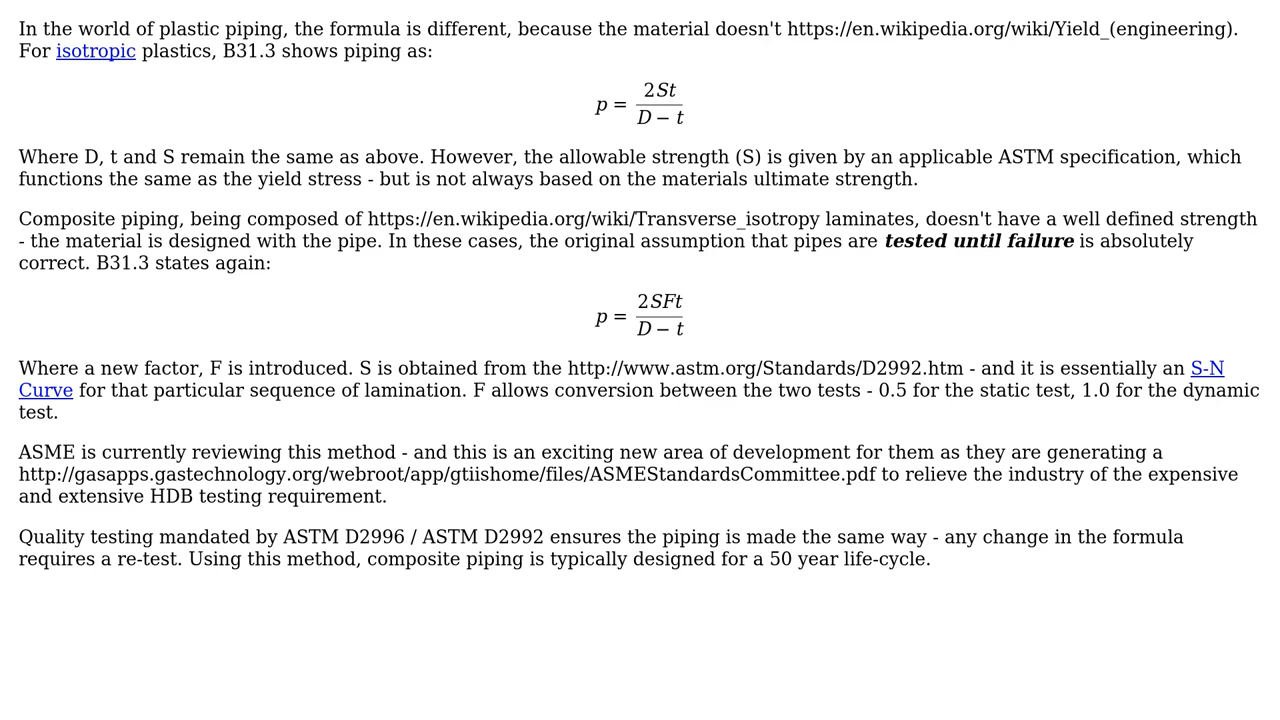 In the world of plastic piping, the formula is different, because the material doesn't https://en.wikipedia.org/wiki/Yield_(engineering).
For isotropic plastics, B31.3 shows piping as:
p = 2St / D − t
Where D, t and S remain the same as above. However, the allowable strength (S) is given by an applicable ASTM specification, which
functions the same as the yield stress - but is not always based on the materials ultimate strength.
Composite piping, being composed of https://en.wikipedia.org/wiki/Transverse_isotropy laminates, doesn't have a well defined strength
- the material is designed with the pipe. In these cases, the original assumption that pipes are tested until failure is absolutely
correct. B31.3 states again:
p = 2SFt / D − t
Where a new factor, F is introduced. S is obtained from the http://www.astm.org/Standards/D2992.htm - and it is essentially an S-N
Curve for that particular sequence of lamination. F allows conversion between the two tests - 0.5 for the static test, 1.0 for the dynamic
test.
ASME is currently reviewing this method - and this is an exciting new area of development for them as they are generating a
http://gasapps.gastechnology.org/webroot/app/gtiishome/files/ASMEStandardsCommittee.pdf to relieve the industry of the expensive
and extensive HDB testing requirement.
Quality testing mandated by ASTM D2996 / ASTM D2992 ensures the piping is made the same way - any change in the formula
requires a re-test. Using this method, composite piping is typically designed for a 50 year life-cycle.